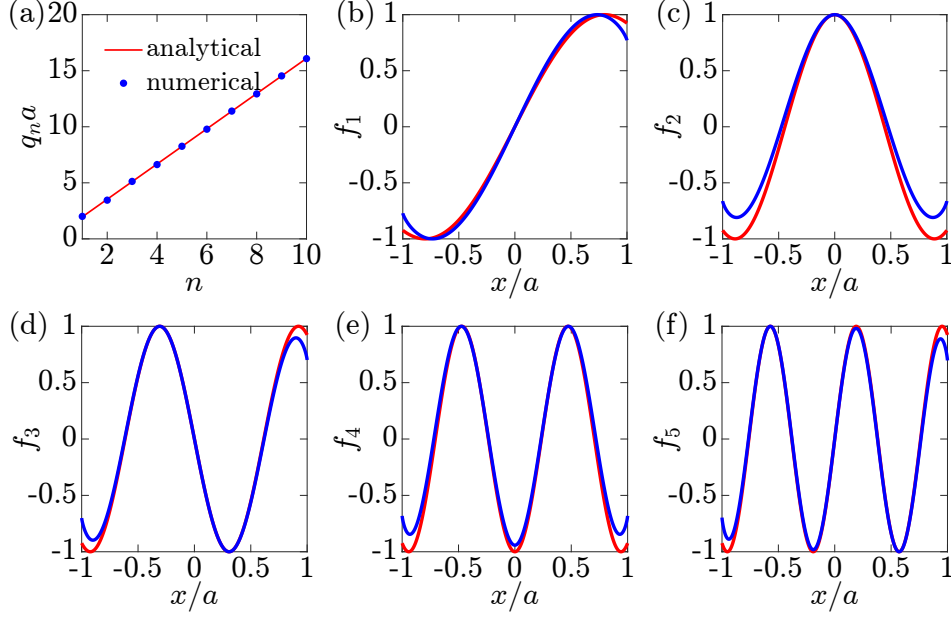 (a)
20
15
10
5
0
q_n a
analytical
numerical
2 4 6 8 10
n
(b)
1
0.5
0
-0.5
-1
f_1
-1 -0.5 0 0.5 1
x/a
(c)
1
0.5
0
-0.5
-1
f_2
-1 -0.5 0 0.5 1
x/a
(d)
1
0.5
0
-0.5
-1
f_3
-1 -0.5 0 0.5 1
x/a
(e)
1
0.5
0
-0.5
-1
f_4
-1 -0.5 0 0.5 1
x/a
(f)
1
0.5
0
-0.5
-1
f_5
-1 -0.5 0 0.5 1
x/a